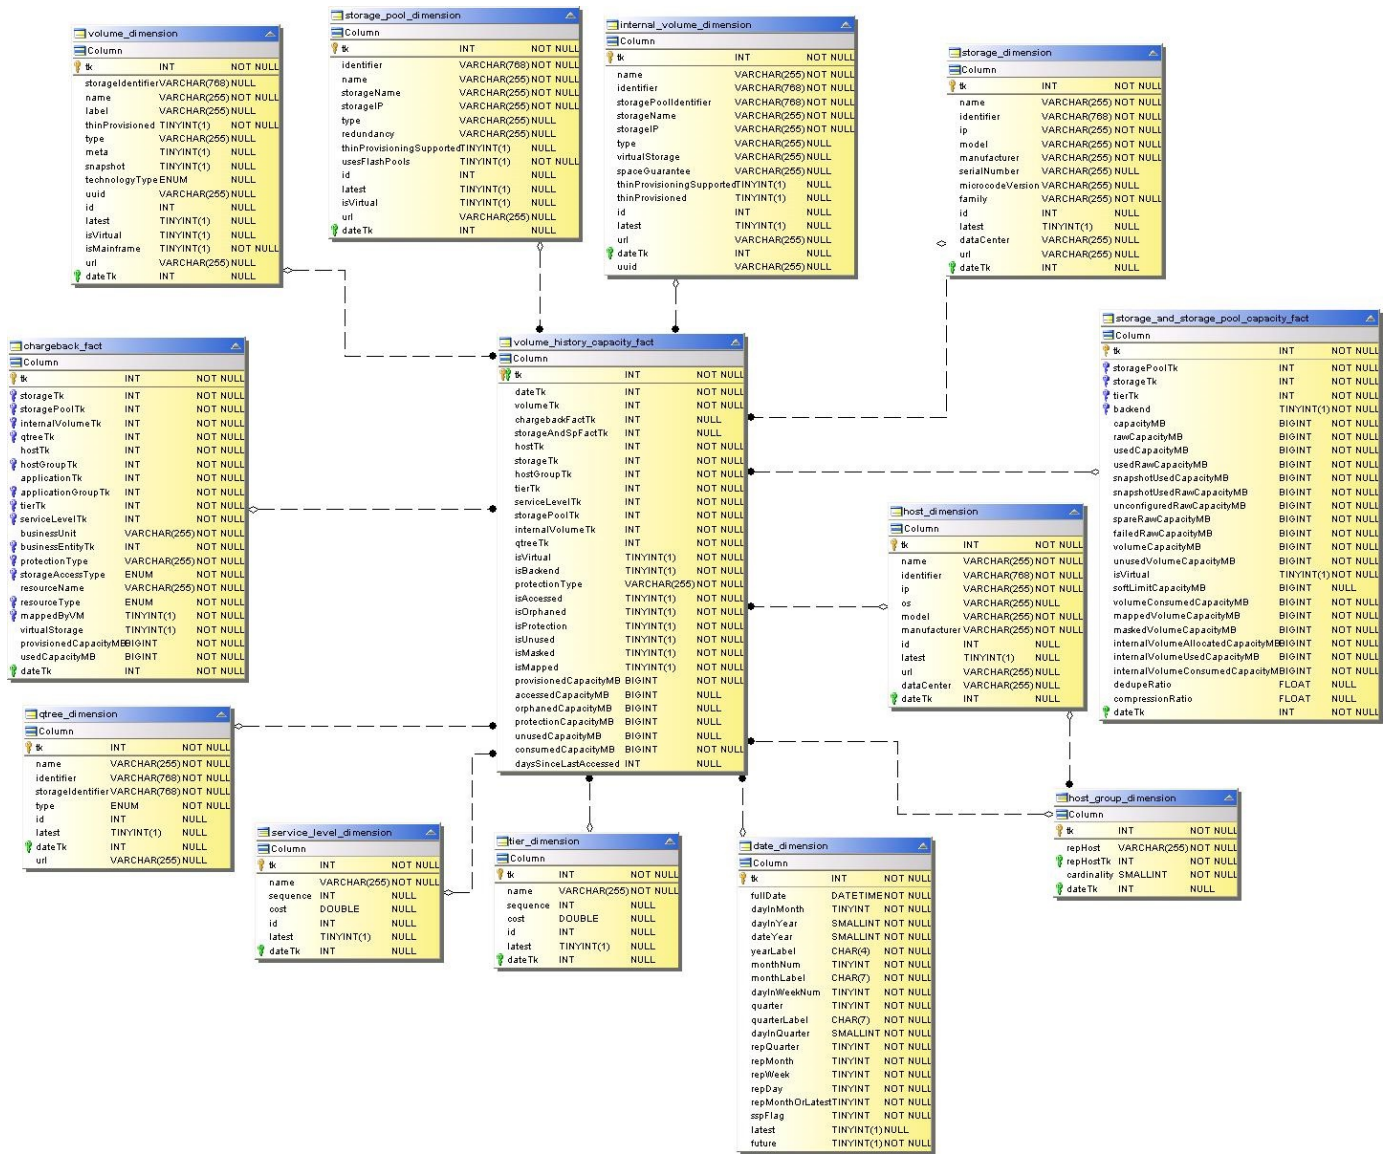 volume_dimension
Column
tk INT NOT NULL
storageIdentifier VARCHAR(768) NULL
name VARCHAR(255) NOT NULL
label VARCHAR(255) NULL
thinProvisioned TINYINT(1) NOT NULL
type VARCHAR(255) NULL
meta TINYINT(1) NULL
snapshot TINYINT(1) NULL
technologyType ENUM NULL
uuid VARCHAR(255) NULL
id INT NULL
latest TINYINT(1) NULL
isVirtual TINYINT(1) NULL
isMainframe TINYINT(1) NOT NULL
url VARCHAR(255) NULL
dateTk INT NULL
storage_pool_dimension
Column
tk INT NOT NULL
identifier VARCHAR(768) NOT NULL
name VARCHAR(255) NOT NULL
storageName VARCHAR(255) NOT NULL
storageIP VARCHAR(255) NOT NULL
type VARCHAR(255) NULL
redundancy VARCHAR(255) NULL
thinProvisioningSupported TINYINT(1) NULL
usesFlashPools TINYINT(1) NOT NULL
id INT NULL
latest TINYINT(1) NULL
isVirtual TINYINT(1) NULL
url VARCHAR(255) NULL
dateTk INT NULL
internal_volume_dimension
Column
tk INT NOT NULL
name VARCHAR(255) NOT NULL
identifier VARCHAR(768) NOT NULL
storagePoolIdentifier VARCHAR(768) NOT NULL
storageName VARCHAR(255) NOT NULL
storageIP VARCHAR(255) NOT NULL
type VARCHAR(255) NULL
virtualStorage VARCHAR(255) NULL
spaceGuarantee VARCHAR(255) NULL
thinProvisioningSupported TINYINT(1) NULL
thinProvisioned TINYINT(1) NULL
id INT NULL
latest TINYINT(1) NULL
url VARCHAR(255) NULL
dateTk INT NULL
uuid VARCHAR(255) NULL
storage_dimension
Column
tk INT NOT NULL
name VARCHAR(255) NOT NULL
identifier VARCHAR(768) NOT NULL
ip VARCHAR(255) NOT NULL
model VARCHAR(255) NOT NULL
manufacturer VARCHAR(255) NOT NULL
serialNumber VARCHAR(255) NULL
microcodeVersion VARCHAR(255) NULL
family VARCHAR(255) NOT NULL
id INT NULL
latest TINYINT(1) NULL
dataCenter VARCHAR(255) NULL
url VARCHAR(255) NULL
dateTk INT NULL
chargeback_fact
Column
tk INT NOT NULL
storageTk INT NOT NULL
storagePoolTk INT NOT NULL
internalVolumeTk INT NOT NULL
qtreeTk INT NOT NULL
hostTk INT NOT NULL
hostGroupTk INT NOT NULL
applicationTk INT NOT NULL
applicationGroupTk INT NOT NULL
tierTk INT NOT NULL
serviceLevelTk INT NOT NULL
businessUnit VARCHAR(255) NOT NULL
businessEntityTk INT NOT NULL
protectionType VARCHAR(255) NOT NULL
storageAccessType ENUM NOT NULL
resourceName VARCHAR(255) NOT NULL
resourceType ENUM NOT NULL
mappedByVM TINYINT(1) NOT NULL
virtualStorage TINYINT(1) NOT NULL
provisionedCapacityMB BIGINT NOT NULL
usedCapacityMB BIGINT NOT NULL
dateTk INT NOT NULL
volume_history_capacity_fact
Column
tk INT NOT NULL
dateTk INT NOT NULL
volumeTk INT NOT NULL
chargebackFactTk INT NULL
storageAndSpFactTk INT NULL
hostTk INT NOT NULL
storageTk INT NOT NULL
hostGroupTk INT NOT NULL
tierTk INT NOT NULL
serviceLevelTk INT NOT NULL
storagePoolTk INT NOT NULL
internalVolumeTk INT NOT NULL
qtreeTk INT NOT NULL
isVirtual TINYINT(1) NOT NULL
isBackend TINYINT(1) NOT NULL
protectionType VARCHAR(255) NOT NULL
isAccessed TINYINT(1) NOT NULL
isOrphaned TINYINT(1) NOT NULL
isProtection TINYINT(1) NOT NULL
isUnused TINYINT(1) NOT NULL
isMasked TINYINT(1) NOT NULL
isMapped TINYINT(1) NOT NULL
provisionedCapacityMB BIGINT NOT NULL
accessedCapacityMB BIGINT NULL
orphanedCapacityMB BIGINT NULL
protectionCapacityMB BIGINT NULL
unusedCapacityMB BIGINT NULL
consumedCapacityMB BIGINT NOT NULL
daysSinceLastAccessed INT NULL
storage_and_storage_pool_capacity_fact
Column
tk INT NOT NULL
storagePoolTk INT NOT NULL
storageTk INT NOT NULL
tierTk INT NOT NULL
backend TINYINT(1) NOT NULL
capacityMB BIGINT NOT NULL
rawCapacityMB BIGINT NOT NULL
usedCapacityMB BIGINT NOT NULL
usedRawCapacityMB BIGINT NOT NULL
snapshotUsedCapacityMB BIGINT NOT NULL
snapshotUsedRawCapacityMB BIGINT NOT NULL
unconfiguredRawCapacityMB BIGINT NOT NULL
spareRawCapacityMB BIGINT NOT NULL
failedRawCapacityMB BIGINT NOT NULL
volumeCapacityMB BIGINT NOT NULL
unusedVolumeCapacityMB BIGINT NOT NULL
isVirtual TINYINT(1) NOT NULL
softLimitCapacityMB BIGINT NULL
volumeConsumedCapacityMB BIGINT NOT NULL
mappedVolumeCapacityMB BIGINT NOT NULL
maskedVolumeCapacityMB BIGINT NOT NULL
internalVolumeAllocatedCapacityMB BIGINT NOT NULL
internalVolumeUsedCapacityMB BIGINT NOT NULL
internalVolumeConsumedCapacityMB BIGINT NOT NULL
dedupeRatio FLOAT NULL
compressionRatio FLOAT NULL
dateTk INT NOT NULL
host_dimension
Column
tk INT NOT NULL
name VARCHAR(255) NOT NULL
identifier VARCHAR(768) NOT NULL
ip VARCHAR(255) NOT NULL
os VARCHAR(255) NULL
model VARCHAR(255) NOT NULL
manufacturer VARCHAR(255) NOT NULL
id INT NULL
latest TINYINT(1) NULL
url VARCHAR(255) NULL
dataCenter VARCHAR(255) NULL
dateTk INT NULL
qtree_dimension
Column
tk INT NOT NULL
name VARCHAR(255) NOT NULL
identifier VARCHAR(768) NOT NULL
storageIdentifier VARCHAR(768) NOT NULL
type ENUM NOT NULL
id INT NULL
latest TINYINT(1) NULL
dateTk INT NULL
url VARCHAR(255) NULL
service_level_dimension
Column
tk INT NOT NULL
name VARCHAR(255) NOT NULL
sequence INT NULL
cost DOUBLE NULL
id INT NULL
latest TINYINT(1) NULL
dateTk INT NULL
tier_dimension
Column
tk INT NOT NULL
name VARCHAR(255) NOT NULL
sequence INT NULL
cost DOUBLE NULL
id INT NULL
latest TINYINT(1) NULL
dateTk INT NULL
date_dimension
Column
tk INT NOT NULL
fullDate DATETIME NOT NULL
dayInMonth TINYINT NOT NULL
dayInYear SMALLINT NOT NULL
dateYear SMALLINT NOT NULL
yearLabel CHAR(4) NOT NULL
monthNum TINYINT NOT NULL
monthLabel CHAR(7) NOT NULL
dayInWeekNum TINYINT NOT NULL
quarter TINYINT NOT NULL
quarterLabel CHAR(7) NOT NULL
dayInQuarter SMALLINT NOT NULL
repQuarter TINYINT NOT NULL
repMonth TINYINT NOT NULL
repWeek TINYINT NOT NULL
repDay TINYINT NOT NULL
repMonthOrLatest TINYINT NOT NULL
sspFlag TINYINT NOT NULL
latest TINYINT(1) NULL
future TINYINT(1) NOT NULL
host_group_dimension
Column
tk INT NOT NULL
repHost VARCHAR(255) NOT NULL
repHostTk INT NOT NULL
cardinality SMALLINT NOT NULL
dateTk INT NULL